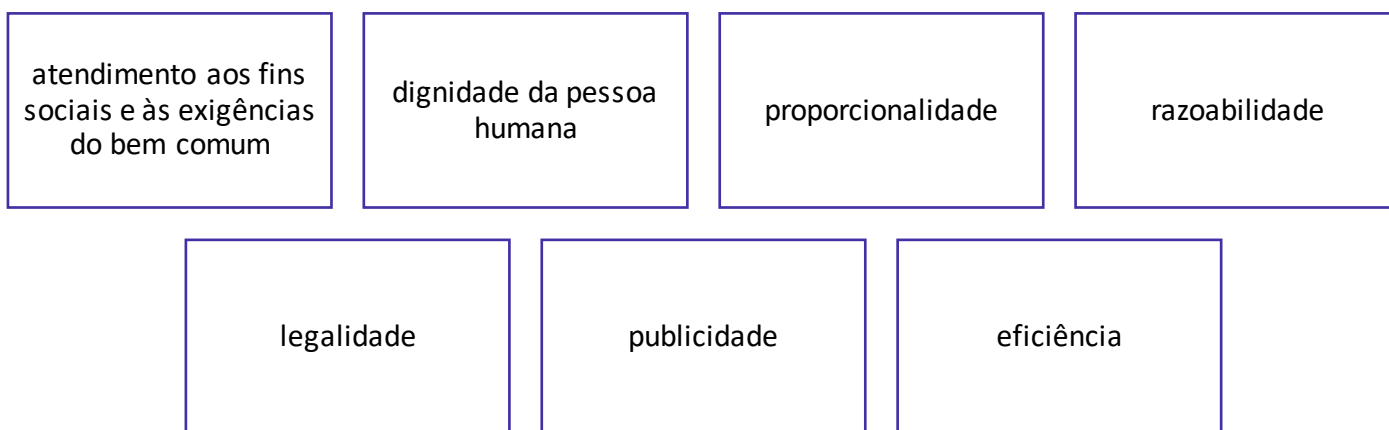 atendimento aos fins
sociais e às exigências
do bem comum
dignidade da pessoa
humana
proporcionalidade
razoabilidade
legalidade
publicidade
eficiência